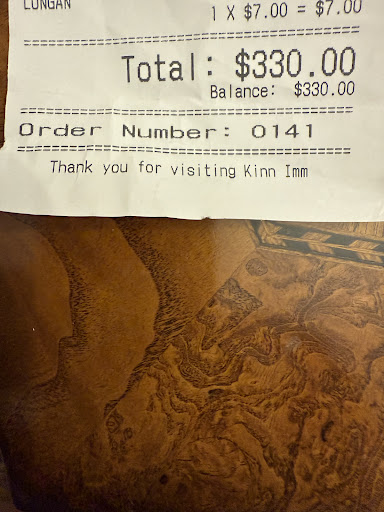 LONGAN
1 X $7.00 = $7.00
Total: $330.00
Balance: $330.00
Order Number: 0141
Thank you for visiting Kinn Imm